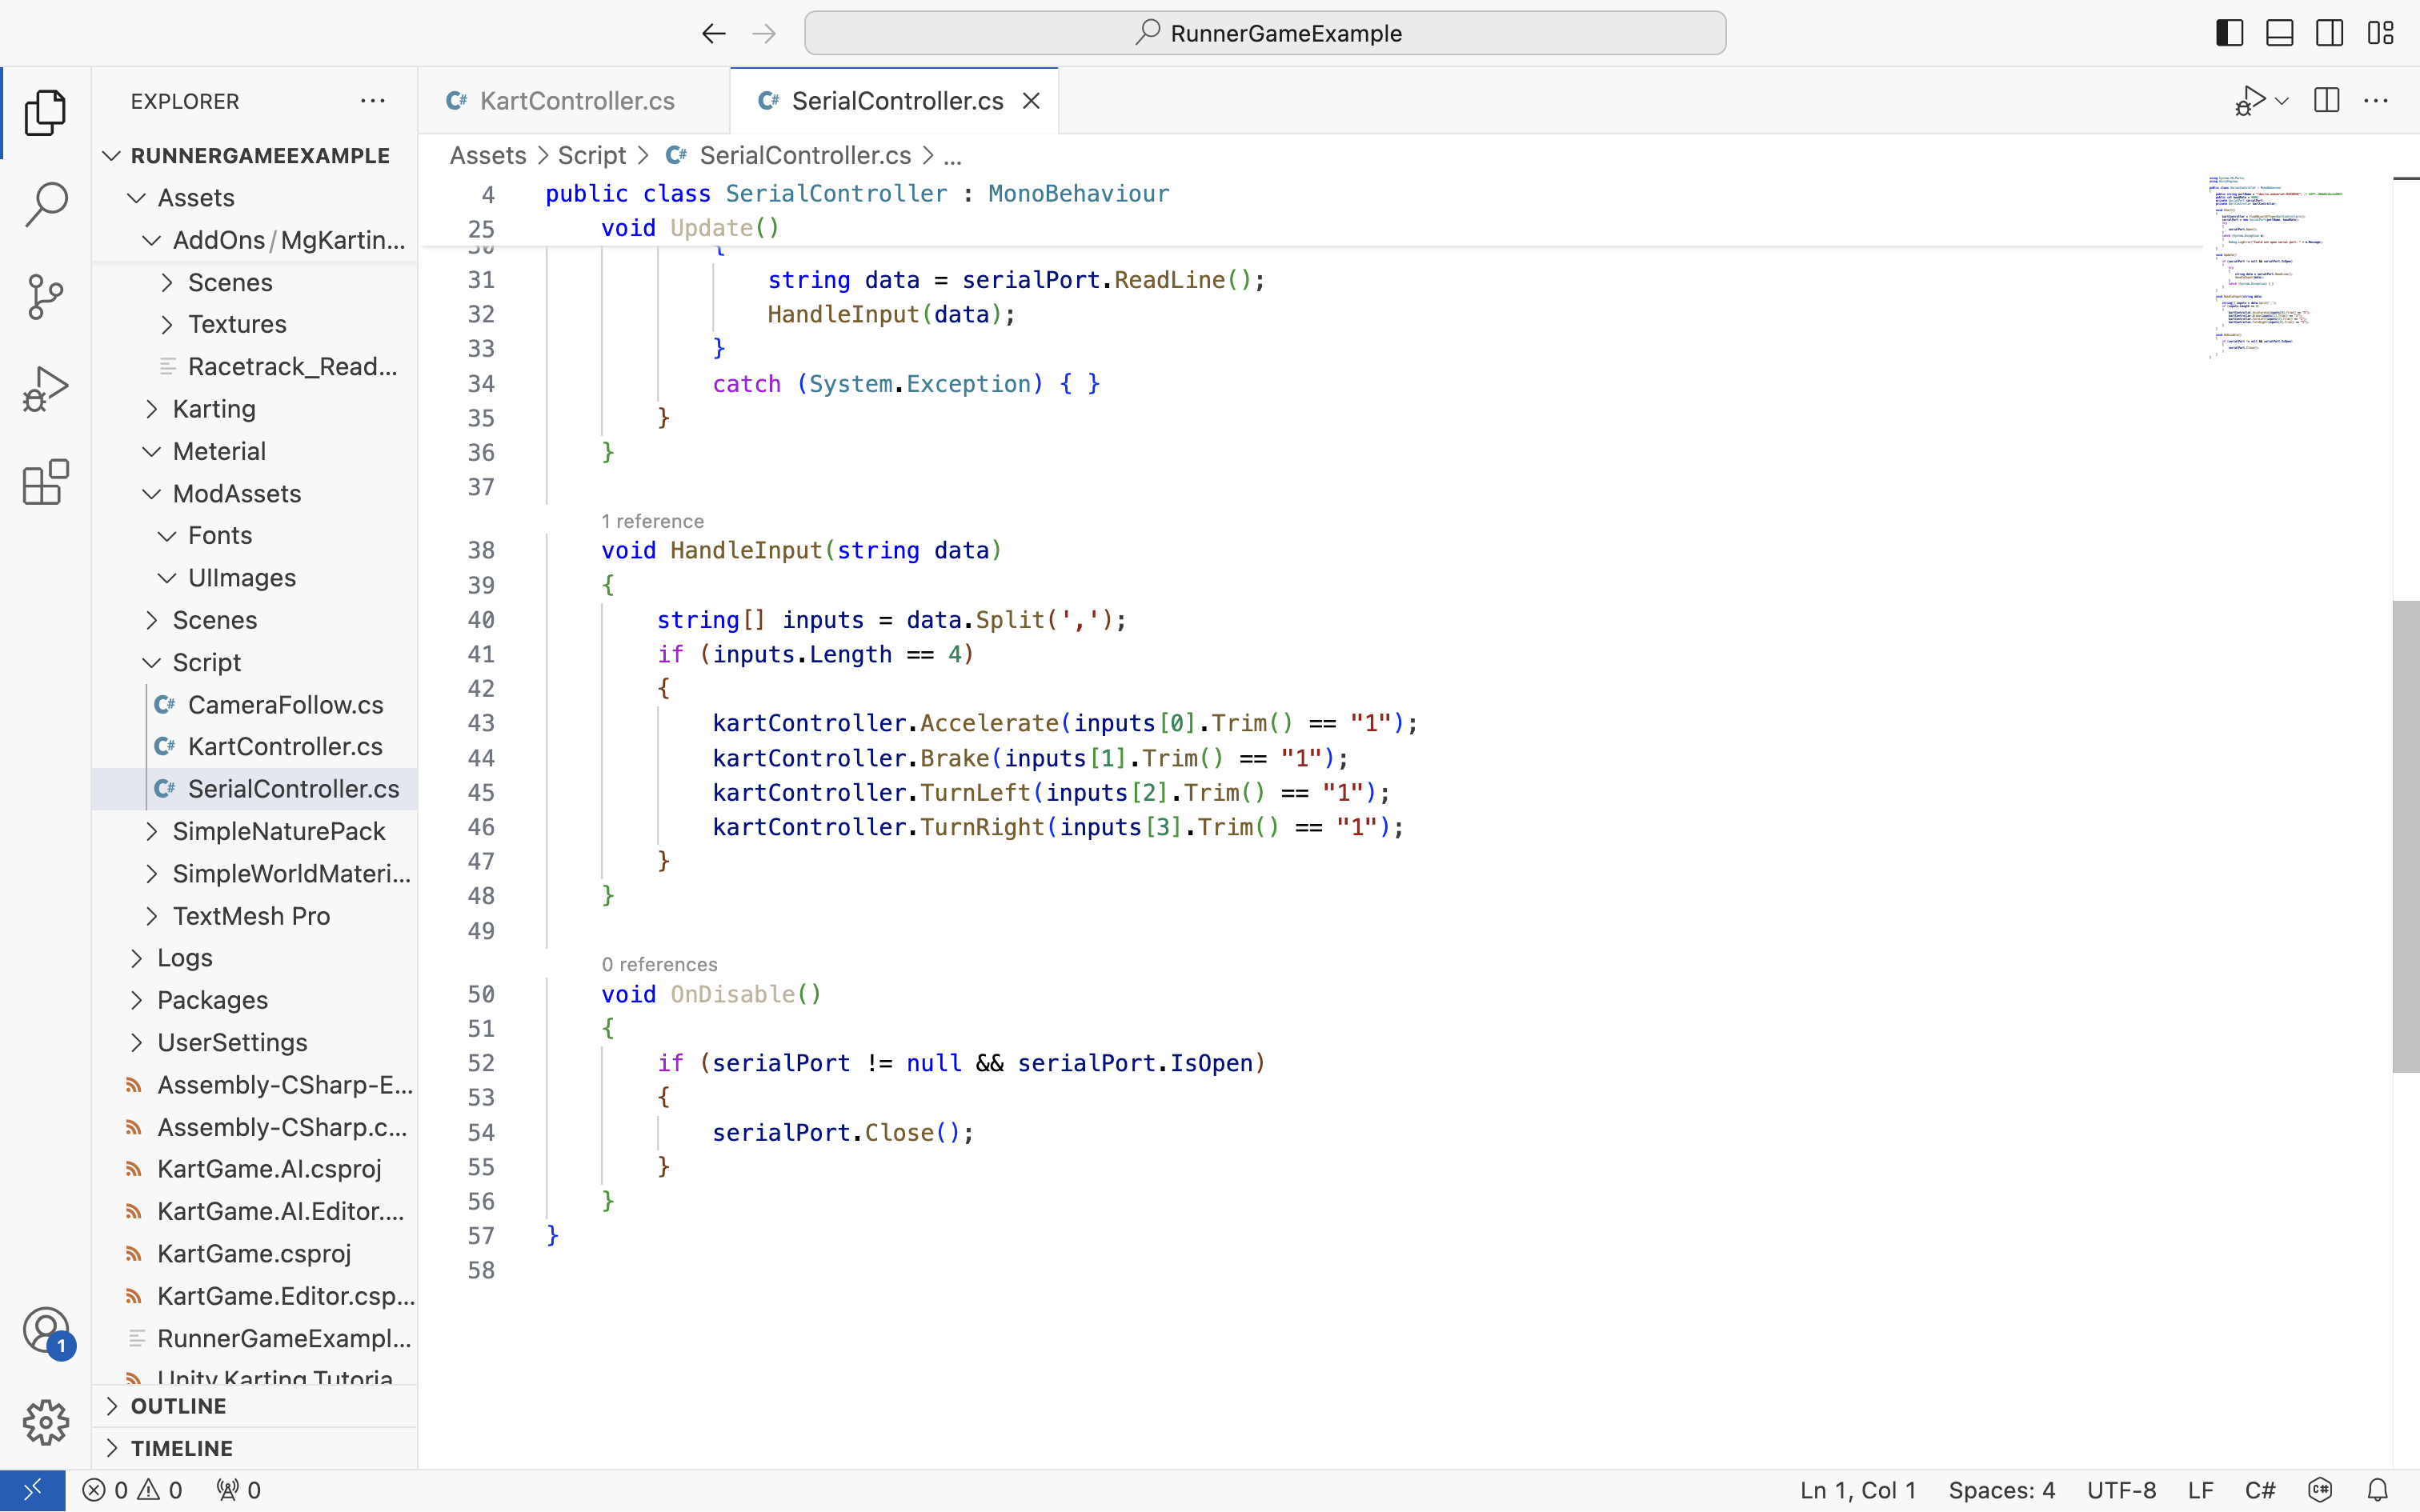 RunnerGameExample
EXPLORER
RUNNERGAMEEXAMPLE
Assets
AddOns/MgKartin...
Scenes
Textures
Racetrack_Read...
Karting
Meterial
ModAssets
Fonts
UIImages
Scenes
Script
CameraFollow.cs
KartController.cs
SerialController.cs
SimpleNaturePack
SimpleWorldMateri...
TextMesh Pro
Logs
Packages
UserSettings
Assembly-CSharp-E...
Assembly-CSharp.c...
KartGame.AI.csproj
KartGame.AI.Editor....
KartGame.csproj
KartGame.Editor.csp...
RunnerGameExampl...
Unity.Karting.Tutoria
OUTLINE
TIMELINE
1
C# KartController.cs
C# SerialController.cs
Assets > Script > C# SerialController.cs > ...
4 public class SerialController : MonoBehaviour
25 void Update()
30 {
31 string data = serialPort.ReadLine();
32 HandleInput(data);
33 }
34 catch (System.Exception) { }
35 }
36 }
37
1 reference
38 void HandleInput(string data)
39 {
40 string[] inputs = data.Split(',');
41 if (inputs.Length == 4)
42 {
43 kartController.Accelerate(inputs[0].Trim() == "1");
44 kartController.Brake(inputs[1].Trim() == "1");
45 kartController.TurnLeft(inputs[2].Trim() == "1");
46 kartController.TurnRight(inputs[3].Trim() == "1");
47 }
48 }
49
0 references
50 void OnDisable()
51 {
52 if (serialPort != null && serialPort.IsOpen)
53 {
54 serialPort.Close();
55 }
56 }
57 }
58
0 0 0
Ln 1, Col 1 Spaces: 4 UTF-8 LF C#